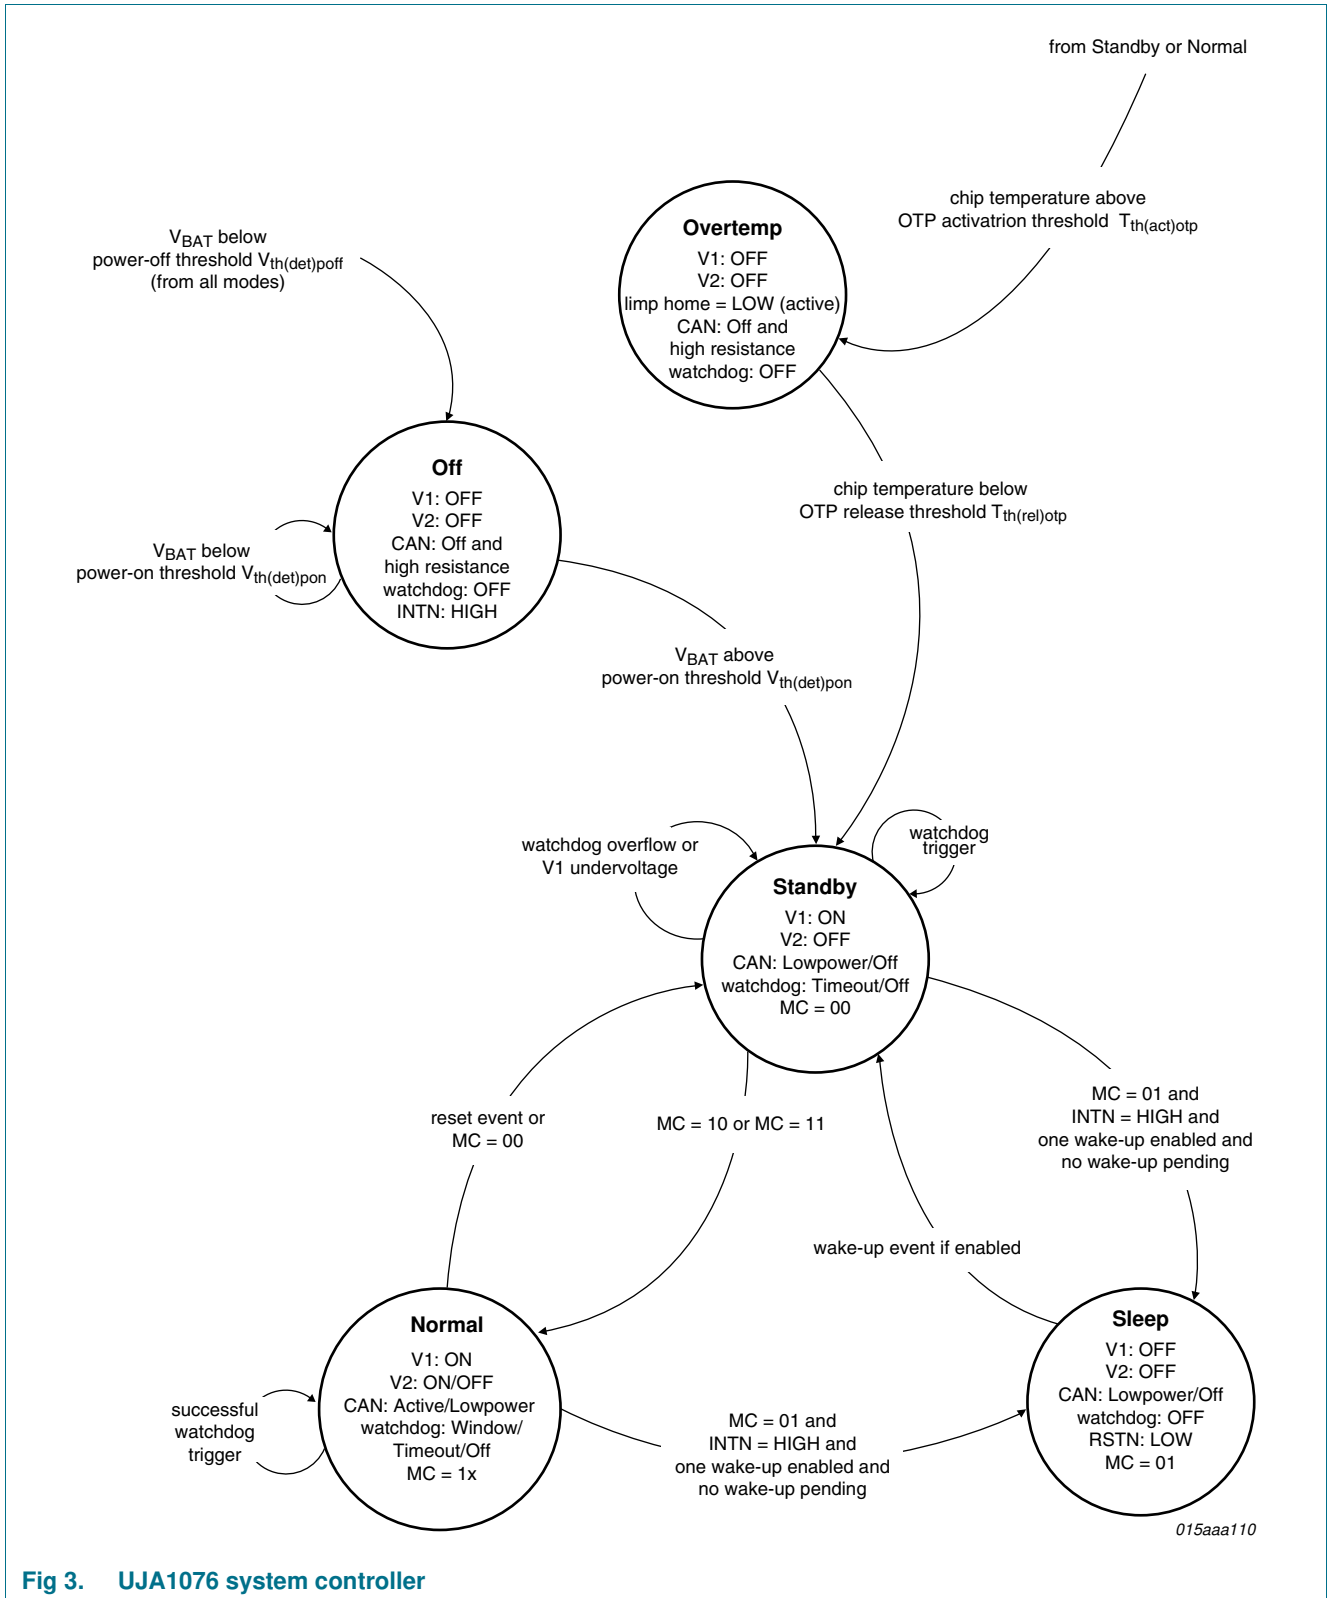 from Standby or Normal
chip temperature above
OTP activatrion threshold Tth(act)otp
Overtemp
V1: OFF
V2: OFF
limp home = LOW (active)
CAN: Off and
high resistance
watchdog: OFF
VBAT below
power-off threshold Vth(det)poff
(from all modes)
Off
V1: OFF
V2: OFF
CAN: Off and
high resistance
watchdog: OFF
INTN: HIGH
VBAT below
power-on threshold Vth(det)pon
chip temperature below
OTP release threshold Tth(rel)otp
VBAT above
power-on threshold Vth(det)pon
watchdog overflow or
V1 undervoltage
watchdog
trigger
Standby
V1: ON
V2: OFF
CAN: Lowpower/Off
watchdog: Timeout/Off
MC = 00
reset event or
MC = 00
MC = 10 or MC = 11
MC = 01 and
INTN = HIGH and
one wake-up enabled and
no wake-up pending
wake-up event if enabled
Normal
V1: ON
V2: ON/OFF
CAN: Active/Lowpower
watchdog: Window/
Timeout/Off
MC = 1x
successful
watchdog
trigger
MC = 01 and
INTN = HIGH and
one wake-up enabled and
no wake-up pending
Sleep
V1: OFF
V2: OFF
CAN: Lowpower/Off
watchdog: OFF
RSTN: LOW
MC = 01
015aaa110
Fig 3. UJA1076 system controller